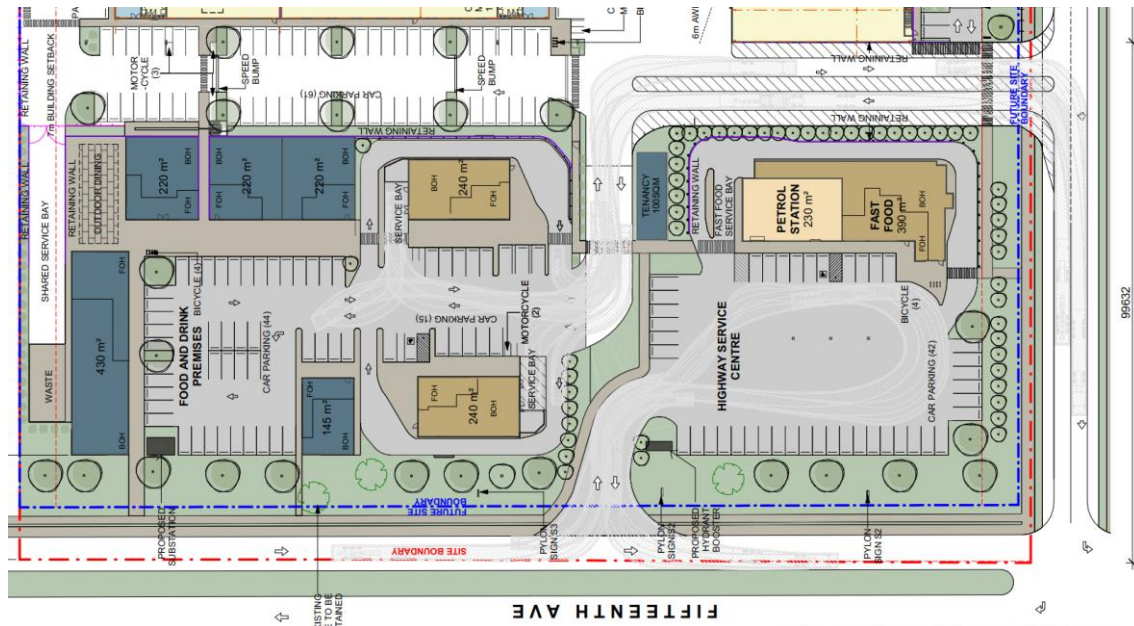 RETAINING WALL
7m BUILDING SETBACK
MOTOR
-CYCLE
(3)
SPEED
BUMP
CAR PARKING (61)
SPEED
BUMP
6m AWN
RETAINING WALL
FUTURE SITE
BOUNDARY
RETAINING WALL
RETAINING WALL
SHARED SERVICE BAY
RETAINING WALL
RETAINING WALL
OUTDOOR DINING
220 m²
BOH
FOH
220 m²
BOH
FOH
220 m²
BOH
FOH
SERVICE BAY
240 m²
BOH
FOH
TENANCY
100SQM
RETAINING WALL
FAST FOOD
SERVICE BAY
PETROL
STATION
230 m²
FAST
FOOD
390 m²
BOH
FOH
99632
WASTE
430 m²
FOH
BOH
FOOD AND DRINK
PREMISES
BICYCLE (4)
CAR PARKING (44)
CAR PARKING (15)
MOTORCYCLE
(2)
145 m²
FOH
BOH
240 m²
FOH
BOH
SERVICE BAY
HIGHWAY SERVICE
CENTRE
BICYCLE
(4)
CAR PARKING (42)
FUTURE SITE
BOUNDARY
PROPOSED
SUBSTATION
SITE BOUNDARY
PYLON
SIGN S3
PYLON
SIGN S2
PROPOSED
HYDRANT
BOOSTER
PYLON
SIGN S2
FIFTEENTH AVE